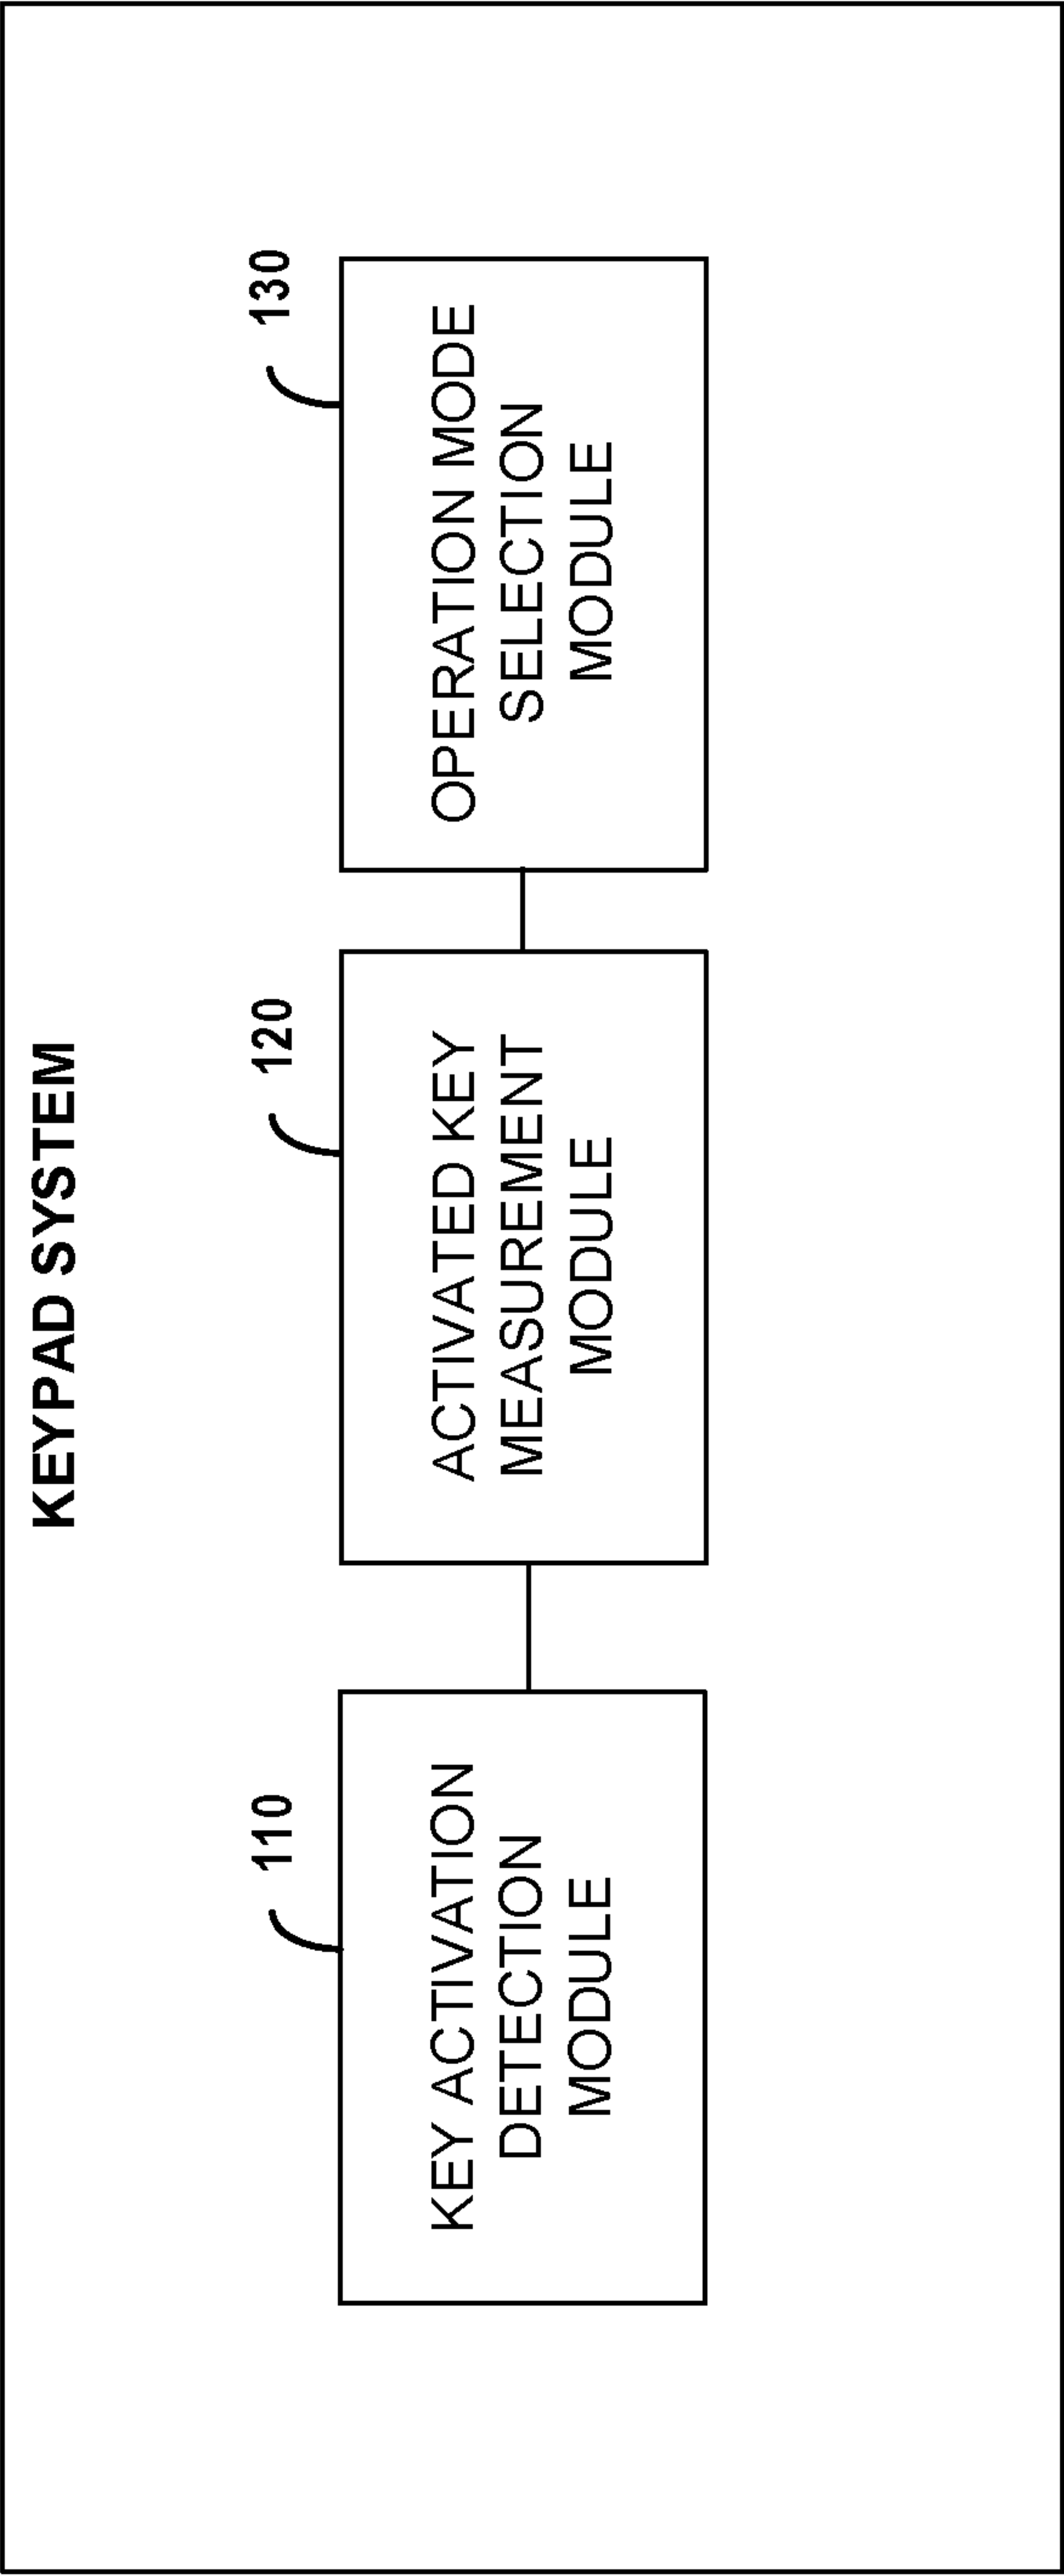 KEYPAD SYSTEM
110
KEY ACTIVATION
DETECTION
MODULE
120
ACTIVATED KEY
MEASUREMENT
MODULE
130
OPERATION MODE
SELECTION
MODULE